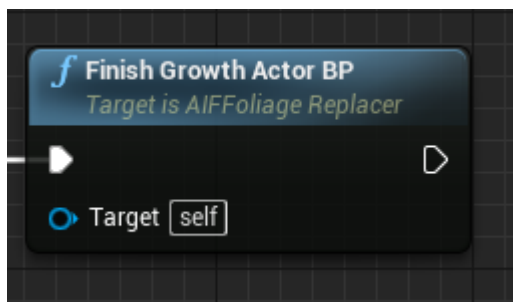 f Finish Growth Actor BP
Target is AIFFoliage Replacer
Target self